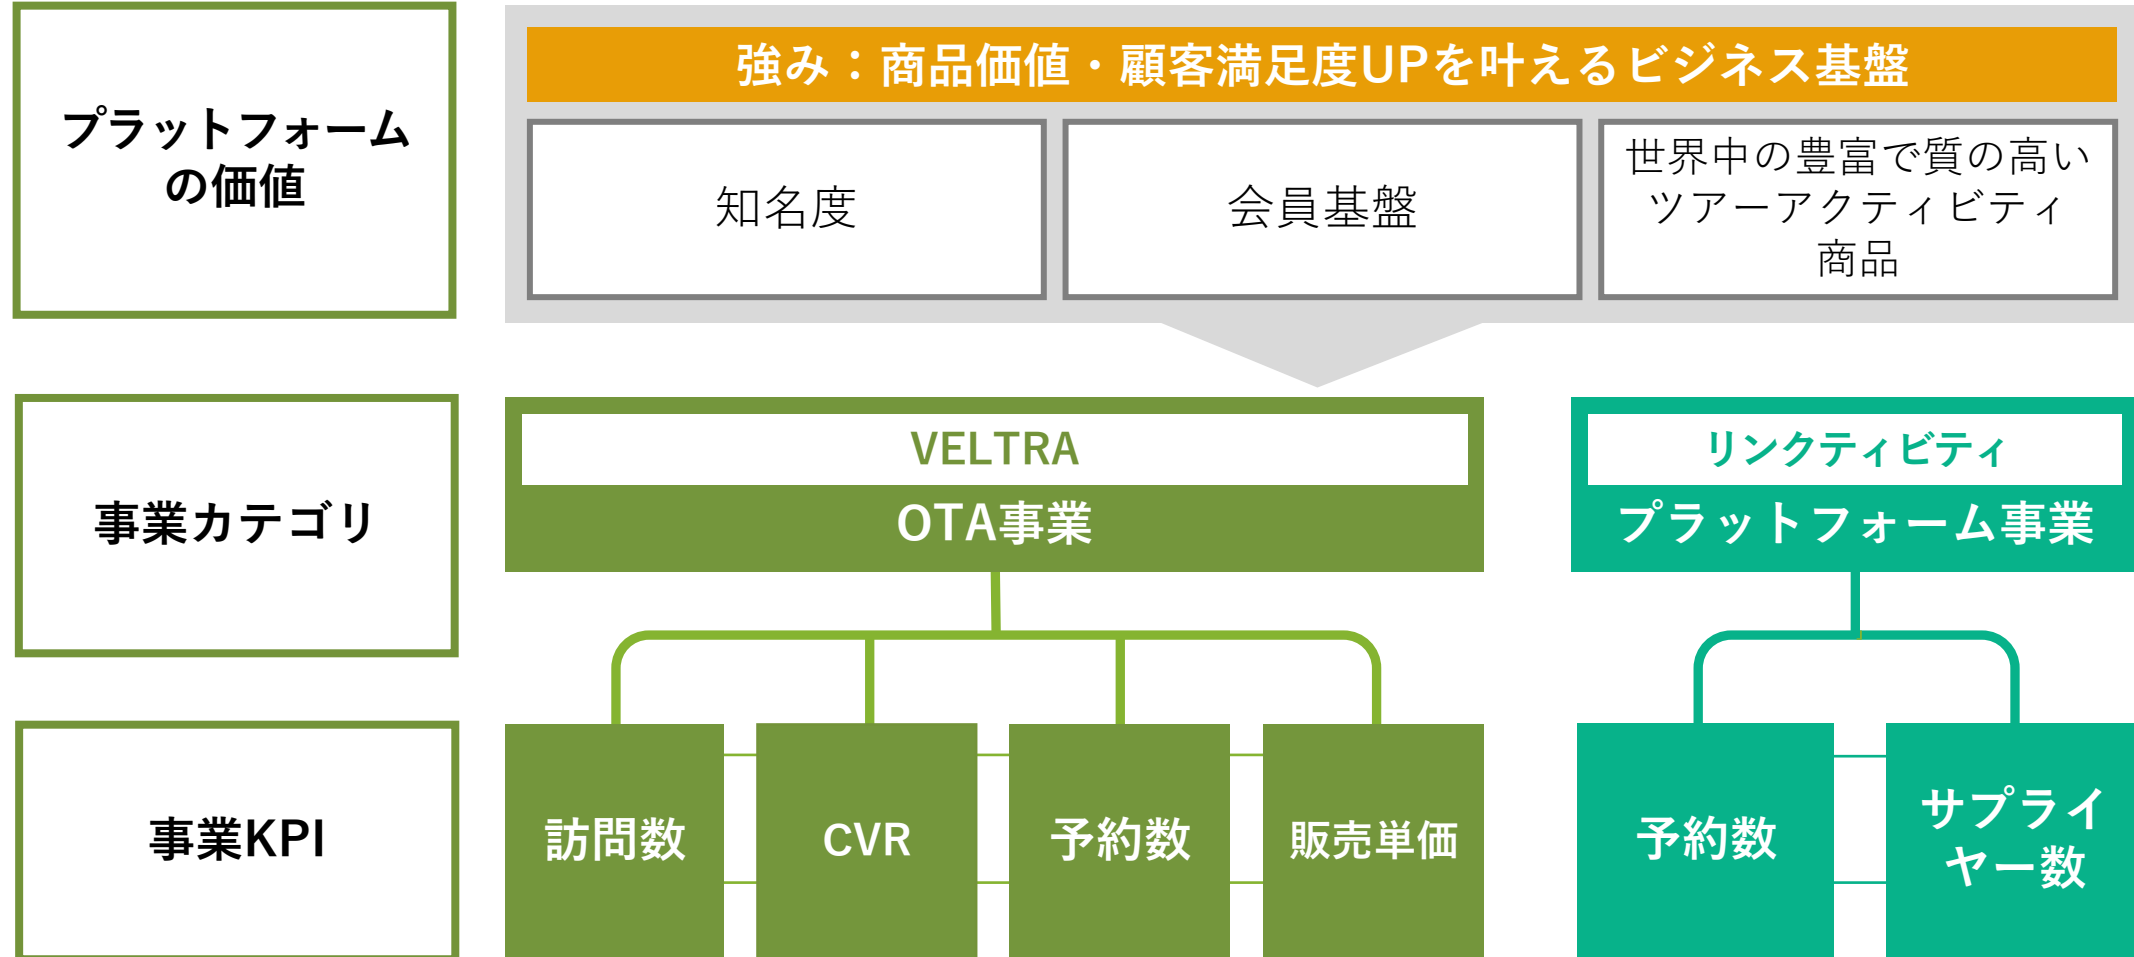 プラットフォーム
の価値
強み：商品価値・顧客満足度UPを叶えるビジネス基盤
知名度
会員基盤
世界中の豊富で質の高い
ツアーアクティビティ
商品
事業カテゴリ
VELTRA
OTA事業
リンクティビティ
プラットフォーム事業
事業KPI
訪問数
CVR
予約数
販売単価
予約数
サプライ
ヤー数